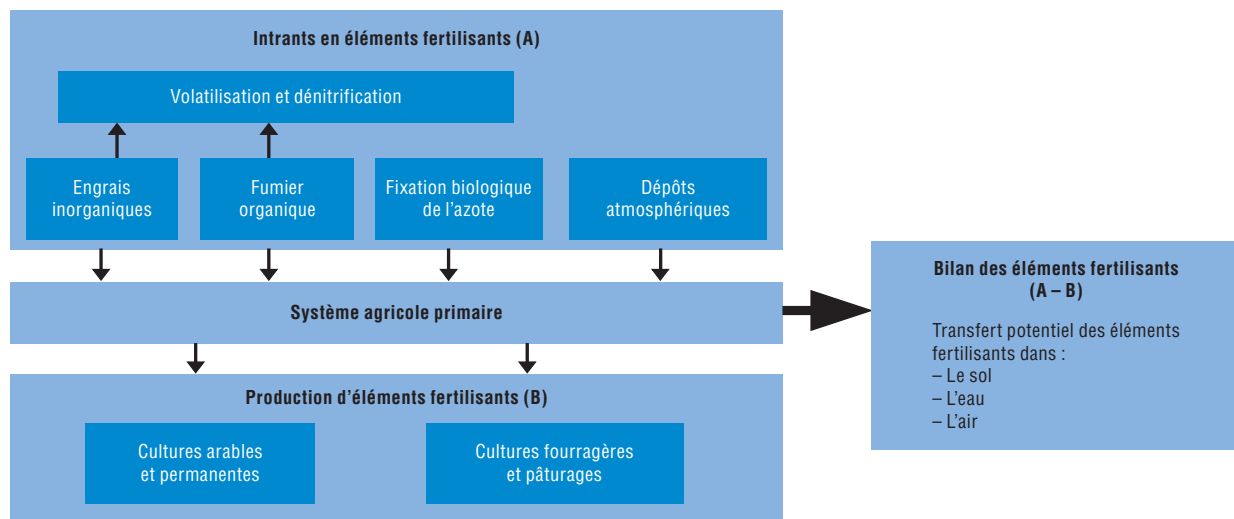 Intrants en éléments fertilisants (A)
Volatilisation et dénitrification
Engrais
inorganiques
Fumier
organique
Fixation biologique
de l'azote
Dépôts
atmosphériques
Système agricole primaire
Production d'éléments fertilisants (B)
Cultures arables
et permanentes
Cultures fourragères
et pâturages
Bilan des éléments fertilisants
(A – B)
Transfert potentiel des éléments
fertilisants dans :
– Le sol
– L'eau
– L'air